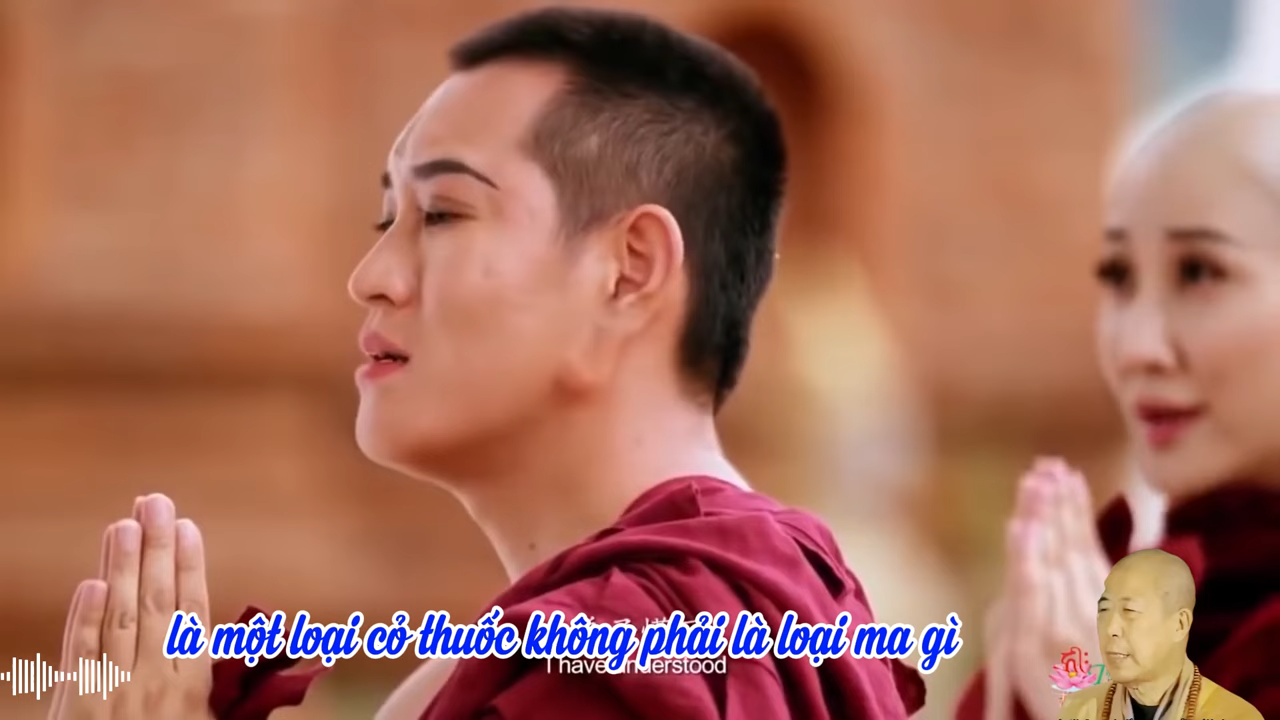 là một loại cỏ thuốc không phải là loại ma gì
I have understood